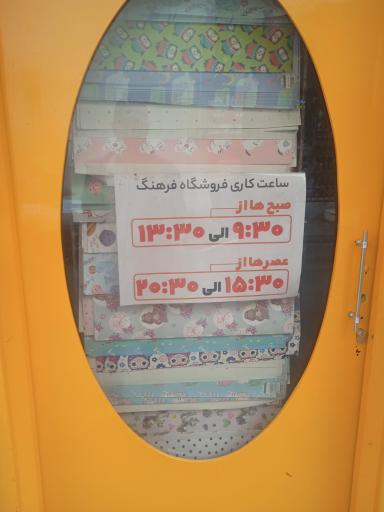 ساعت کاری فروشگاه فرهنگ
صبح ها از
۹:۳۰ الی ۱۳:۳۰
عصرها از
۱۵:۳۰ الی ۲۰:۳۰